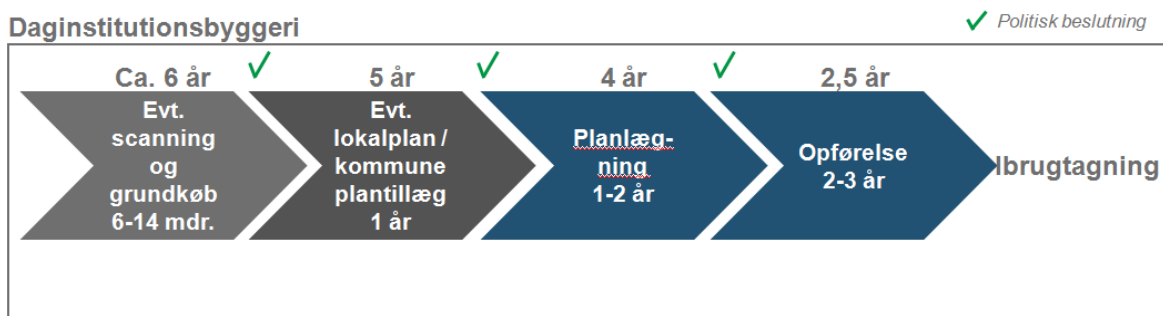 Daginstitutionsbyggeri
✓ Politisk beslutning
Ca. 6 år
Evt.
scanning
og
grundkøb
6-14 mdr.
5 år
Evt.
lokalplan /
kommune
plantillæg
1 år
4 år
Planlæg-
ning
1-2 år
2,5 år
Opførelse
2-3 år
Ibrugtagning